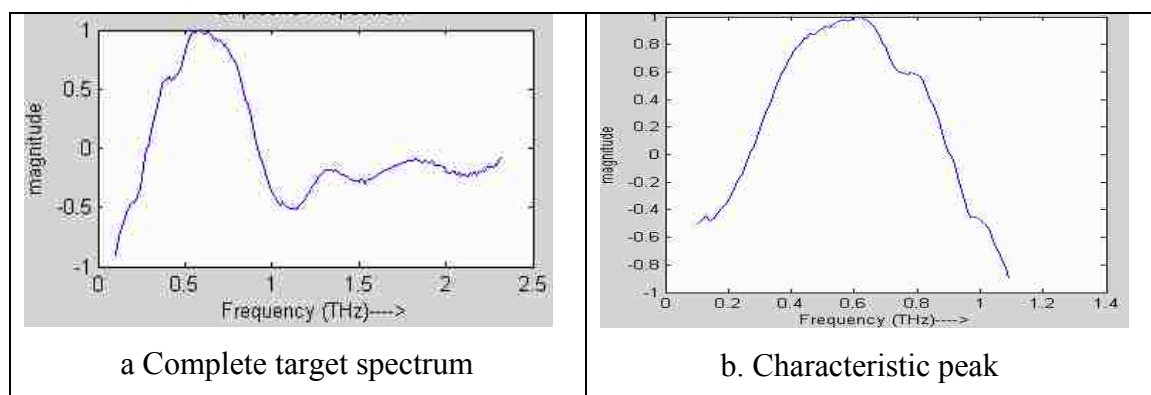 1
0.5
0
-0.5
-1
magnitude
0 0.5 1 1.5 2 2.5
Frequency (THz)---->
a Complete target spectrum
1
0.8
0.6
0.4
0.2
0
-0.2
-0.4
-0.6
-0.8
-1
magnitude
0 0.2 0.4 0.6 0.8 1 1.2 1.4
Frequency (THz)---->
b. Characteristic peak